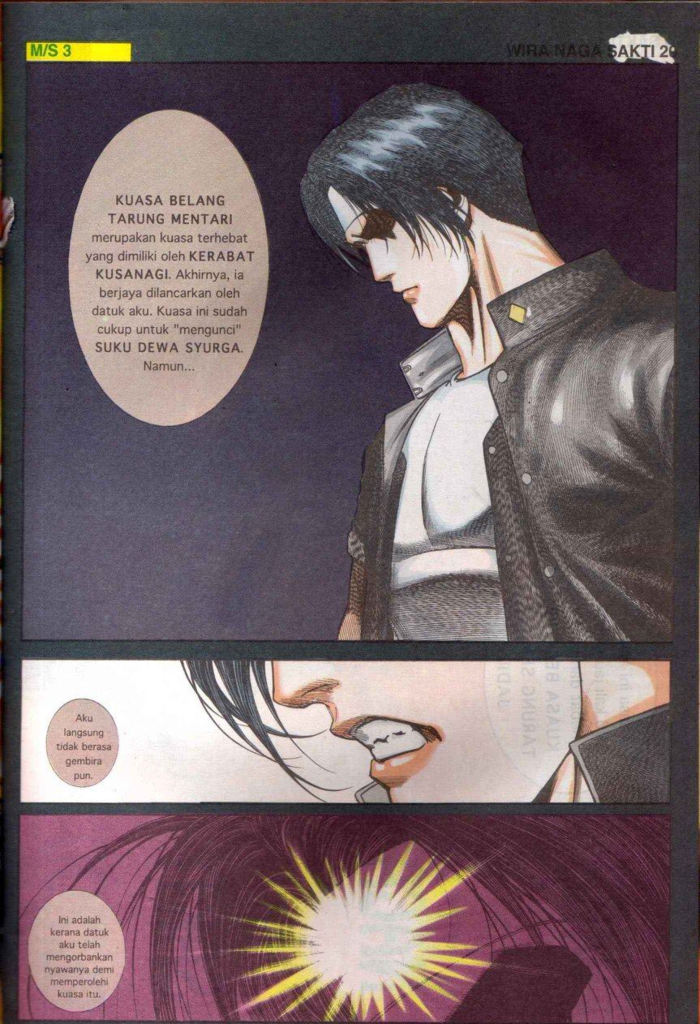 M/S 3
WIRA NAGA SAKTI 20
KUASA BELANG
TARUNG MENTARI
merupakan kuasa terhebat
yang dimiliki oleh KERABAT
KUSANAGI. Akhirnya, ia
berjaya dilancarkan oleh
datuk aku. Kuasa ini sudah
cukup untuk "mengunci"
SUKU DEWA SYURGA.
Namun...
Aku
langsung
tidak berasa
gembira
pun.
Ini adalah
kerana datuk
aku telah
mengorbankan
nyawanya demi
memperolehi
kuasa itu.